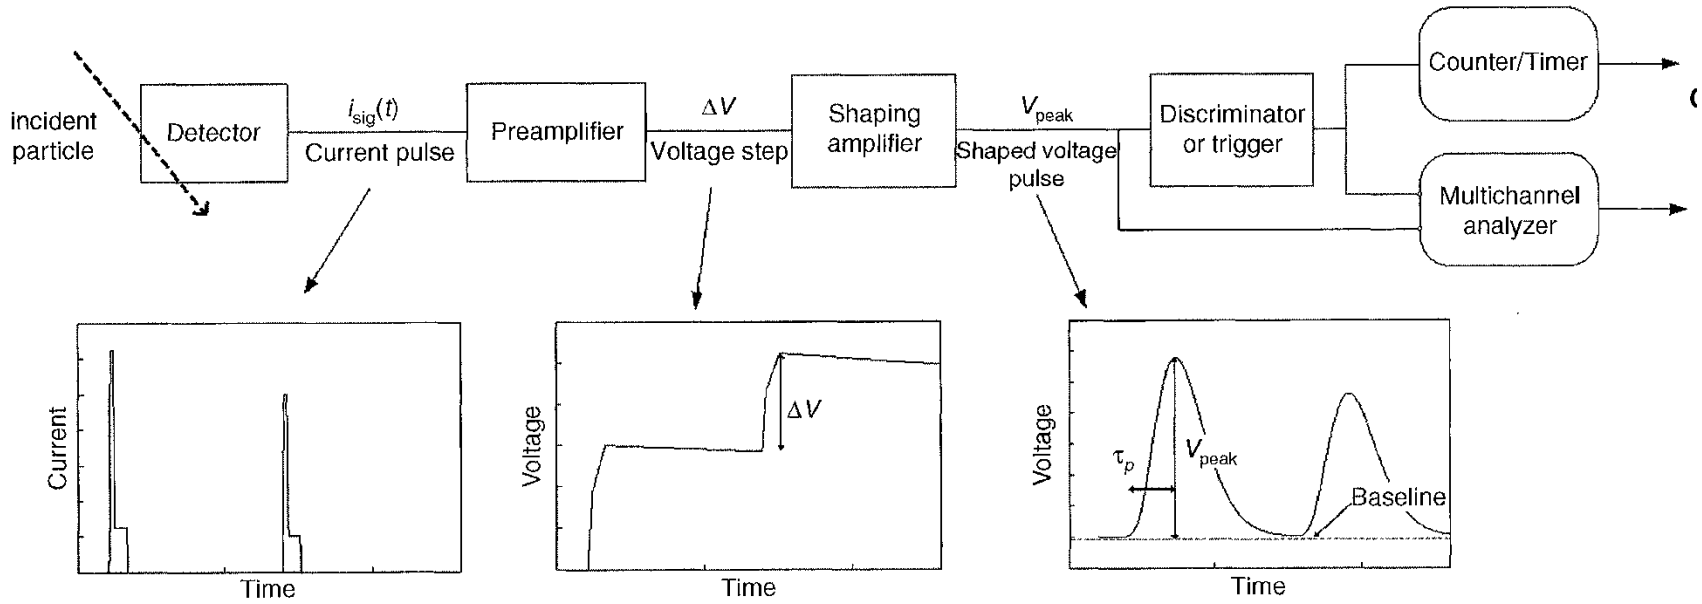 incident
particle
Detector
i_sig(t)
Current pulse
Preamplifier
ΔV
Voltage step
Shaping
amplifier
V_peak
Shaped voltage
pulse
Discriminator
or trigger
Counter/Timer
Multichannel
analyzer
Current
Time
Voltage
ΔV
Time
Voltage
τ_p
V_peak
Baseline
Time